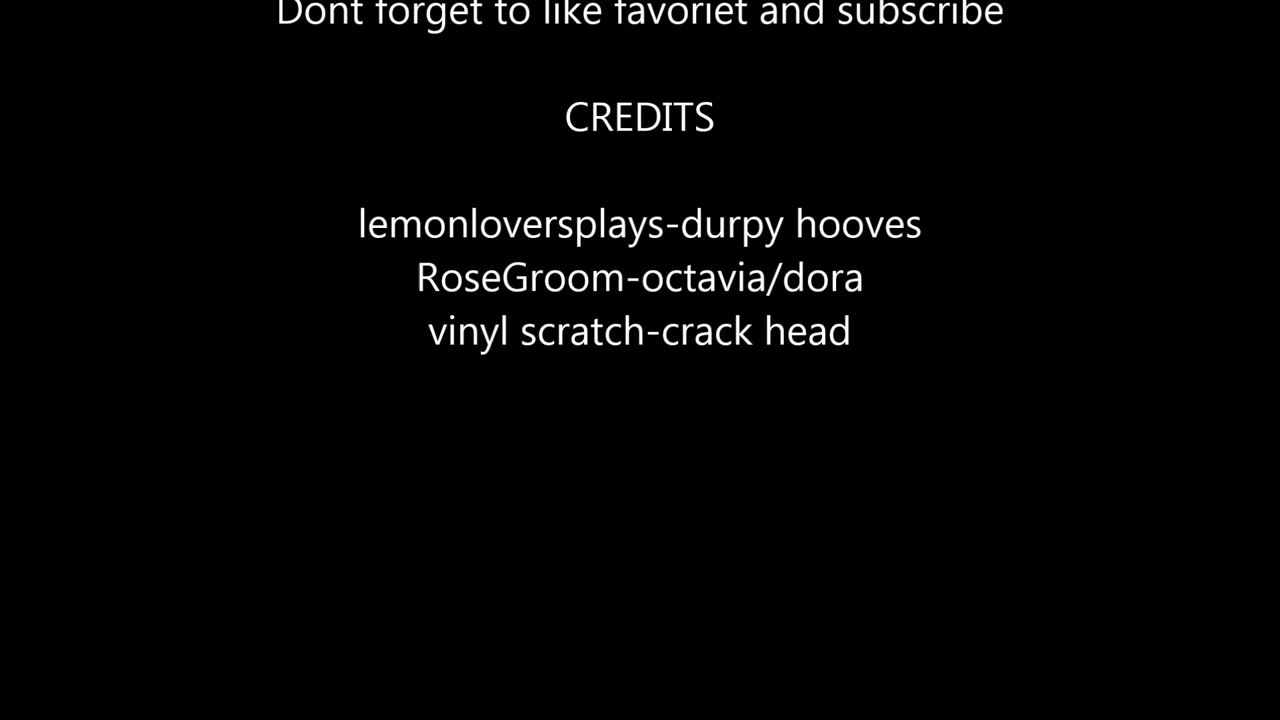 Dont forget to like favoriet and subscribe
CREDITS
lemonloversplays-durpy hooves
RoseGroom-octavia/dora
vinyl scratch-crack head